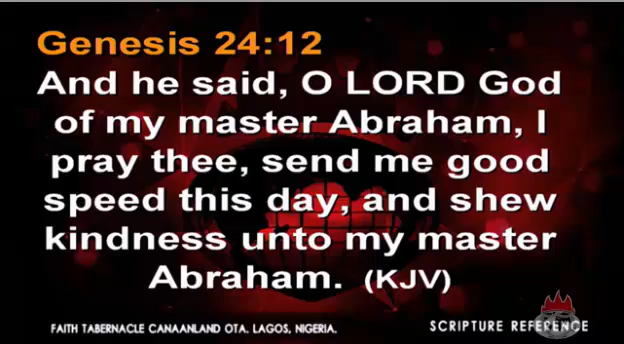 Genesis 24:12
And he said, O LORD God
of my master Abraham, I
pray thee, send me good
speed this day, and shew
kindness unto my master
Abraham. (KJV)
FAITH TABERNACLE CANAANLAND OTA. LAGOS, NIGERIA.
SCRIPTURE REFERENCE